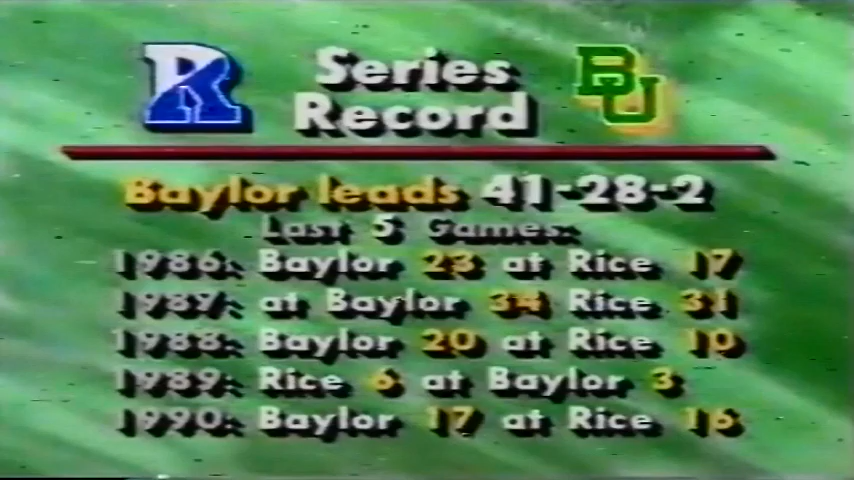 R
Series
Record
BU
Baylor leads 41-28-2
Last 5 Games:
1986: Baylor 23 at Rice 17
1987: at Baylor 34 Rice 31
1988: Baylor 20 at Rice 10
1989: Rice 6 at Baylor 3
1990: Baylor 17 at Rice 16